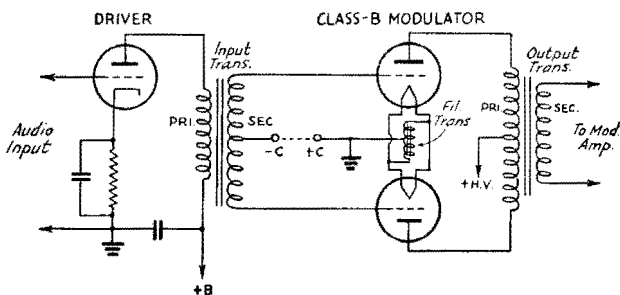 DRIVER
CLASS-B MODULATOR
Input
Trans.
Output
Trans.
PRI.
SEC
Fil.
Trans
PRI.
SEC.
Audio
Input
-C
+C
To Mod.
Amp.
+H.V.
+B